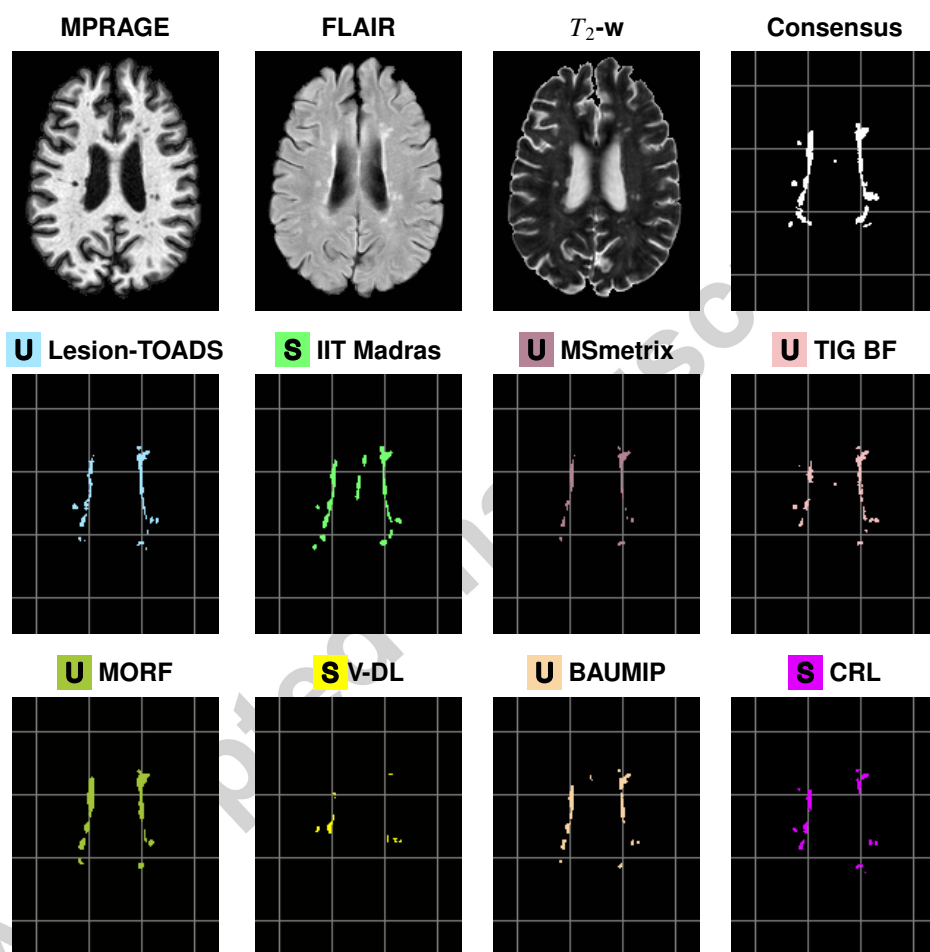 MPRAGE FLAIR T₂-w Consensus
U Lesion-TOADS S IIT Madras U MSmetrix U TIG BF
U MORF S V-DL U BAUMIP S CRL